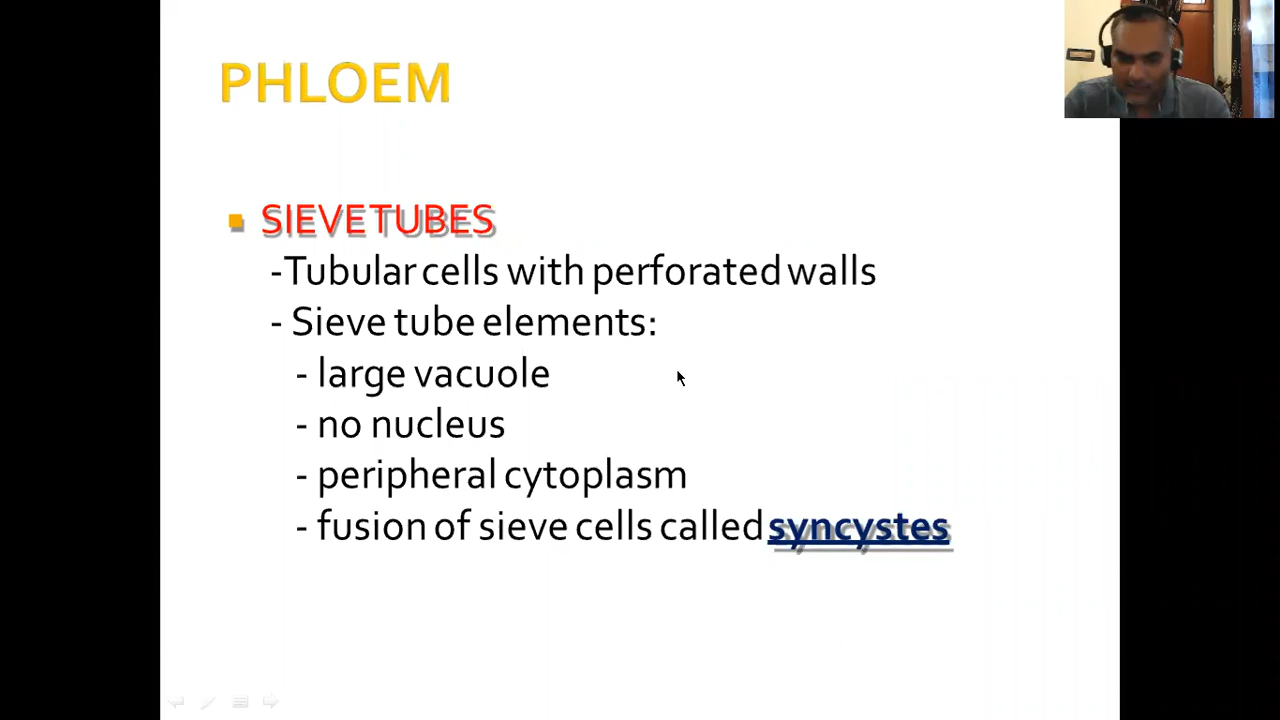 PHLOEM
SIEVE TUBES
-Tubular cells with perforated walls
- Sieve tube elements:
- large vacuole
- no nucleus
- peripheral cytoplasm
- fusion of sieve cells called syncystes